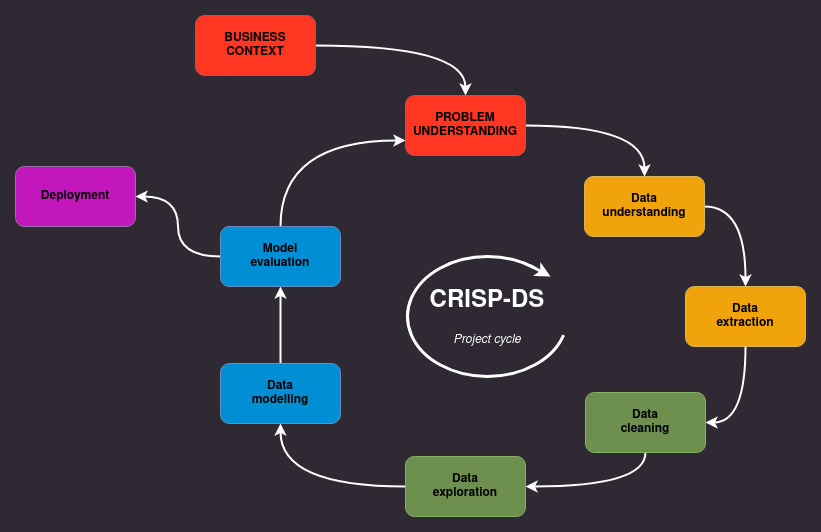 BUSINESS
CONTEXT
PROBLEM
UNDERSTANDING
Data
understanding
Data
extraction
Data
cleaning
Data
exploration
Data
modelling
Model
evaluation
Deployment
CRISP-DS
Project cycle